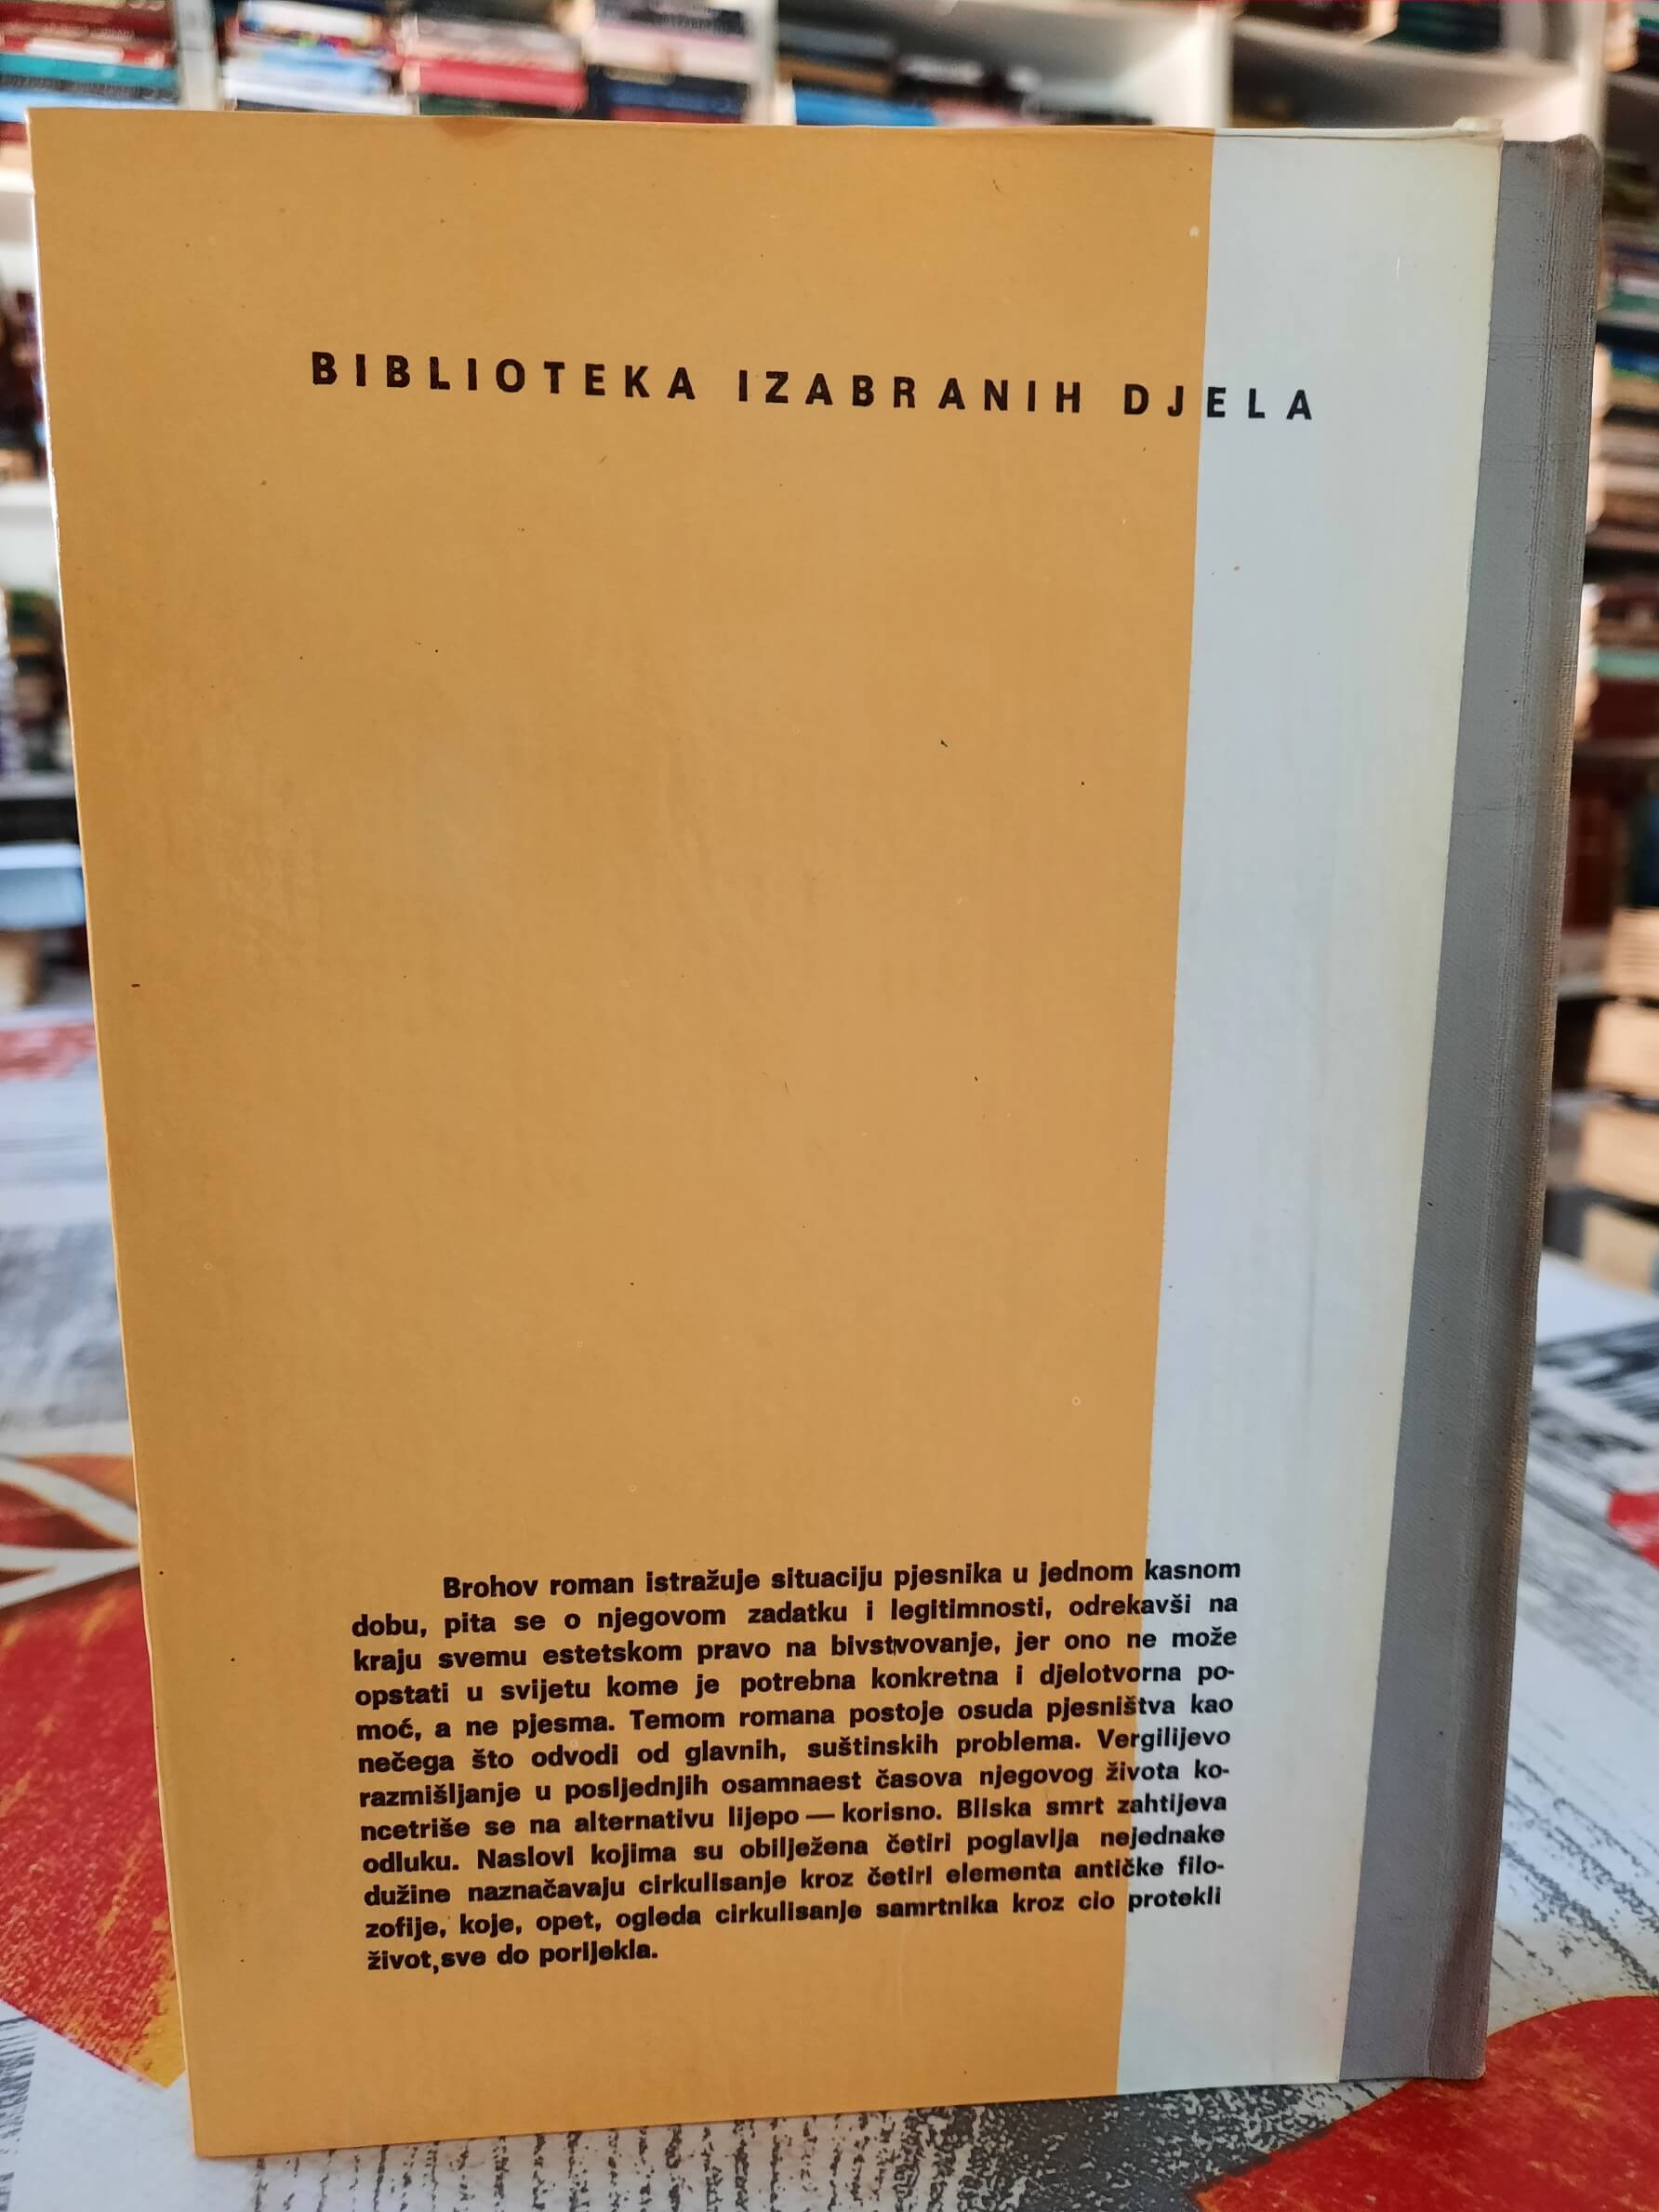 BIBLIOTEKA IZABRANIH DJELA
Brohov roman istražuje situaciju pjesnika u jednom kasnom
dobu, pita se o njegovom zadatku i legitimnosti, odrekavši na
kraju svemu estetskom pravo na bivstvovanje, jer ono ne može
opstati u svijetu kome je potrebna konkretna i djelotvorna po-
moć, a ne pjesma. Temom romana postoje osuda pjesništva kao
nečega što odvodi od glavnih, suštinskih problema. Vergilijevo
razmišljanje u posljednjih osamnaest časova njegovog života ko-
ncetriše se na alternativu lijepo — korisno. Bliska smrt zahtijeva
odluku. Naslovi kojima su obilježena četiri poglavlja nejednake
dužine naznačavaju cirkulisanje kroz četiri elementa antičke filo-
zofije, koje, opet, ogleda cirkulisanje samrtnika kroz cio protekli
život,sve do porijekla.